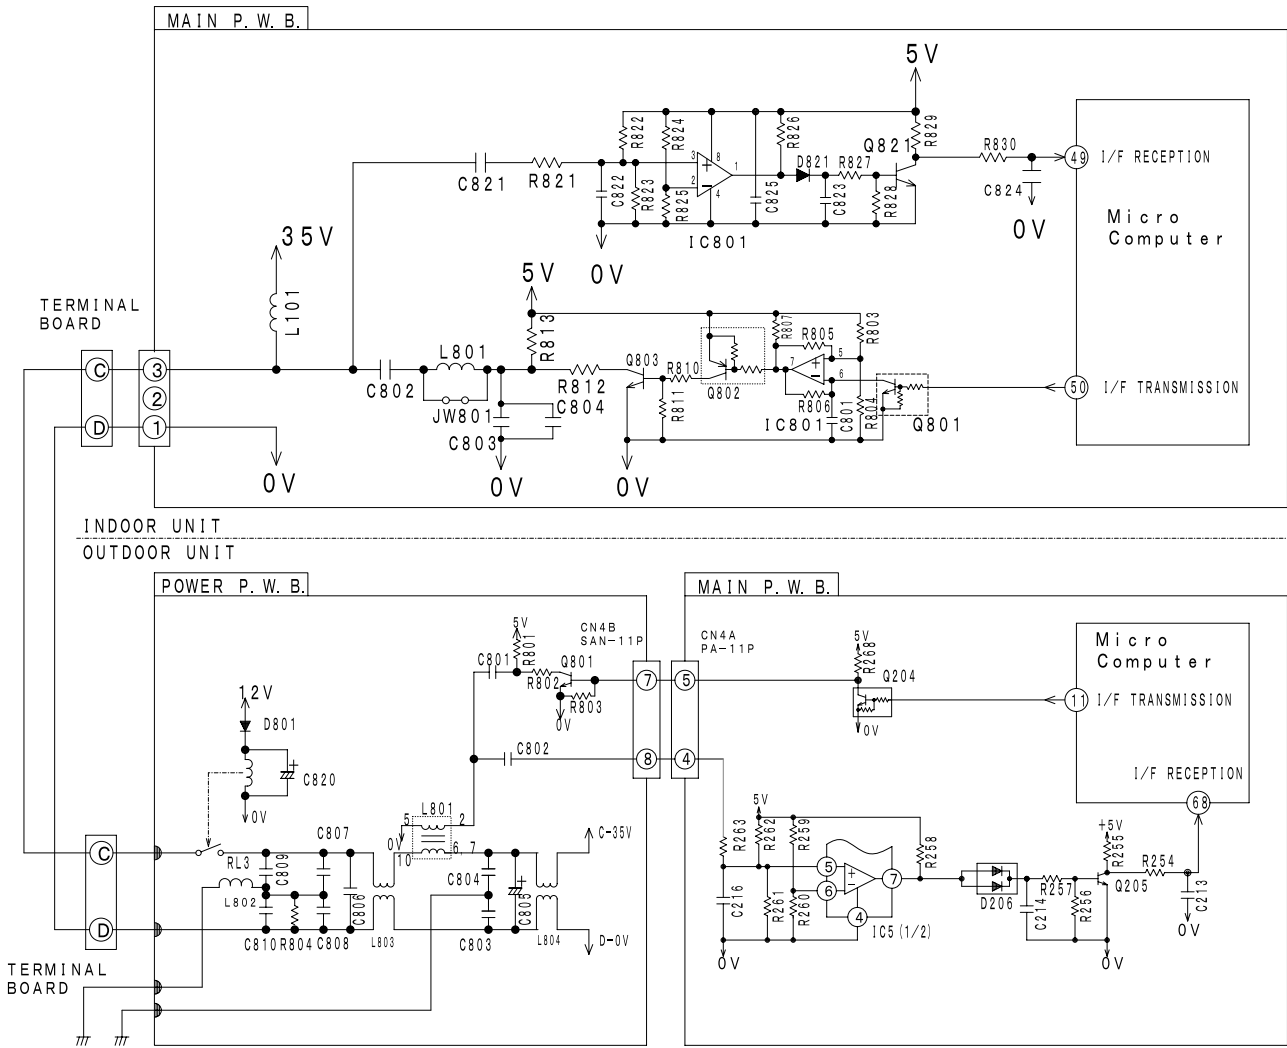 MAIN P. W. B.
5V
R822
R824
R826
R829
Q821
R830
49
I/F RECEPTION
3
8
+
1
D821
R827
C821
R821
C822
R823
R825
2
−
4
C825
C823
R828
C824
0V
IC801
0V
Micro
Computer
35V
L101
5V
TERMINAL
BOARD
R813
R807
R805
R803
L801
Q803
R810
7
+
5
C
3
C802
R812
−
6
50
I/F TRANSMISSION
2
JW801
C804
R811
Q802
R806
C801
R804
D
1
C803
IC801
Q801
0V
0V
0V
INDOOR UNIT
OUTDOOR UNIT
POWER P. W. B.
MAIN P. W. B.
5V
R801
CN4B
SAN-11P
CN4A
PA-11P
5V
R268
Micro
Computer
C801
Q801
R802
7
5
Q204
12V
R803
11
I/F TRANSMISSION
D801
0V
0V
C802
8
4
+
C820
I/F RECEPTION
0V
L801
5
2
5V
68
C-35V
+5V
C807
0V
10
6, 7
R263
R262
R259
R258
R255
C
RL3
C809
C804
+
5
+
7
R254
L802
C806
C805
6
−
R257
Q205
C216
R261
R260
D206
C214
R256
C213
D
4
IC5 (1/2)
C810
R804
C808
L803
C803
L804
D-0V
0V
0V
0V
TERMINAL
BOARD